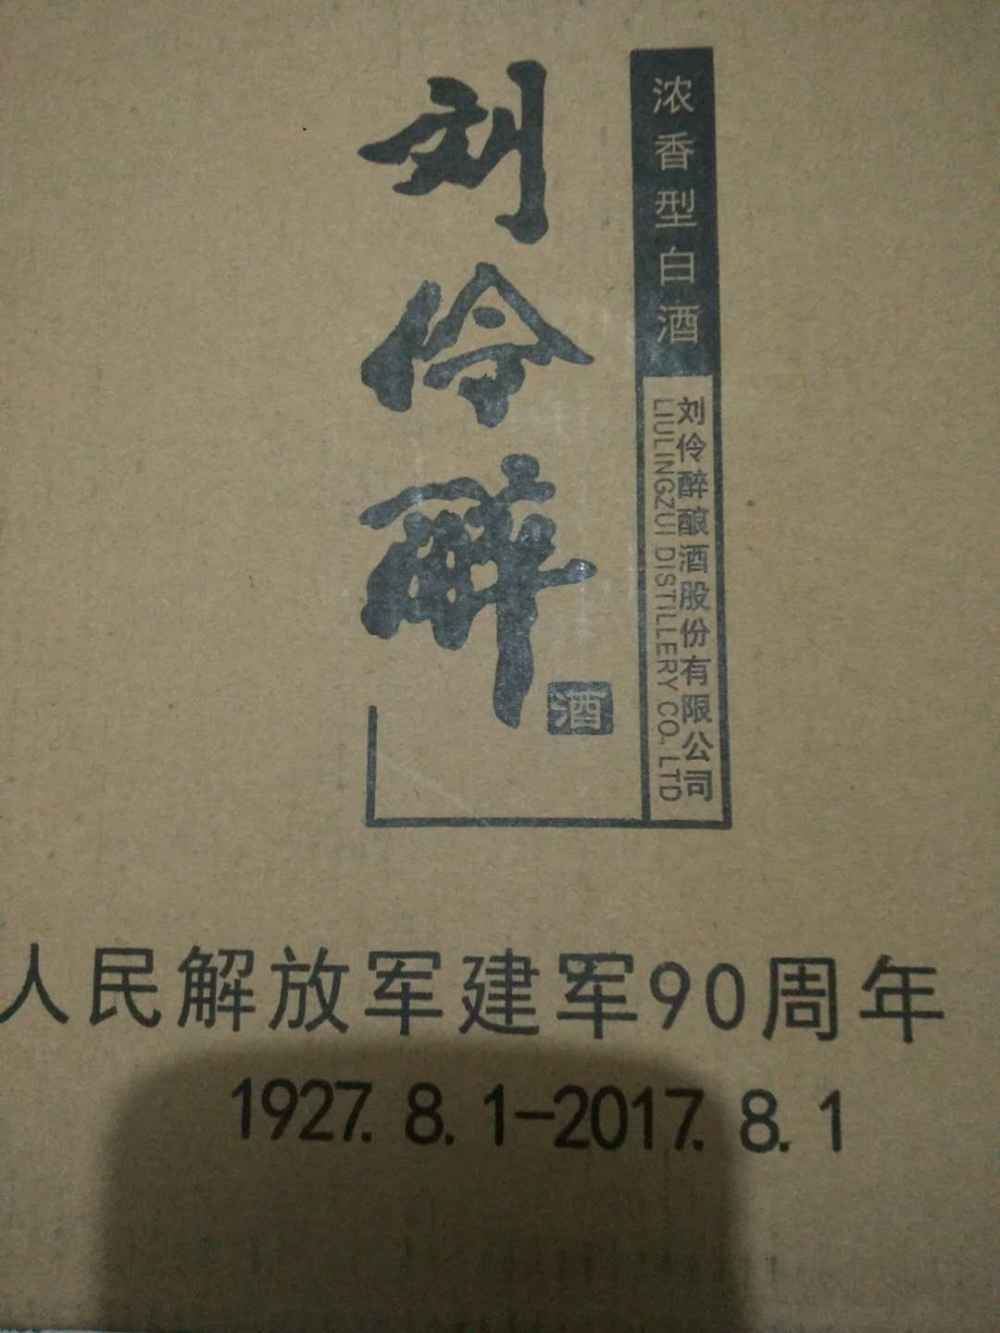 刘伶醉
酒
浓香型白酒
刘伶醉酿酒股份有限公司
LIULINGZUI DISTILLERY CO., LTD
人民解放军建军90周年
1927.8.1-2017.8.1